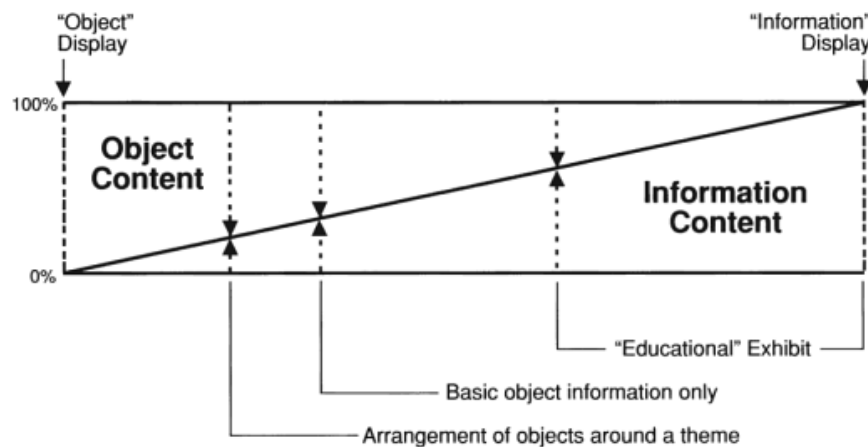 “Object”
Display
“Information”
Display
100%
Object
Content
Information
Content
0%
“Educational” Exhibit
Basic object information only
Arrangement of objects around a theme